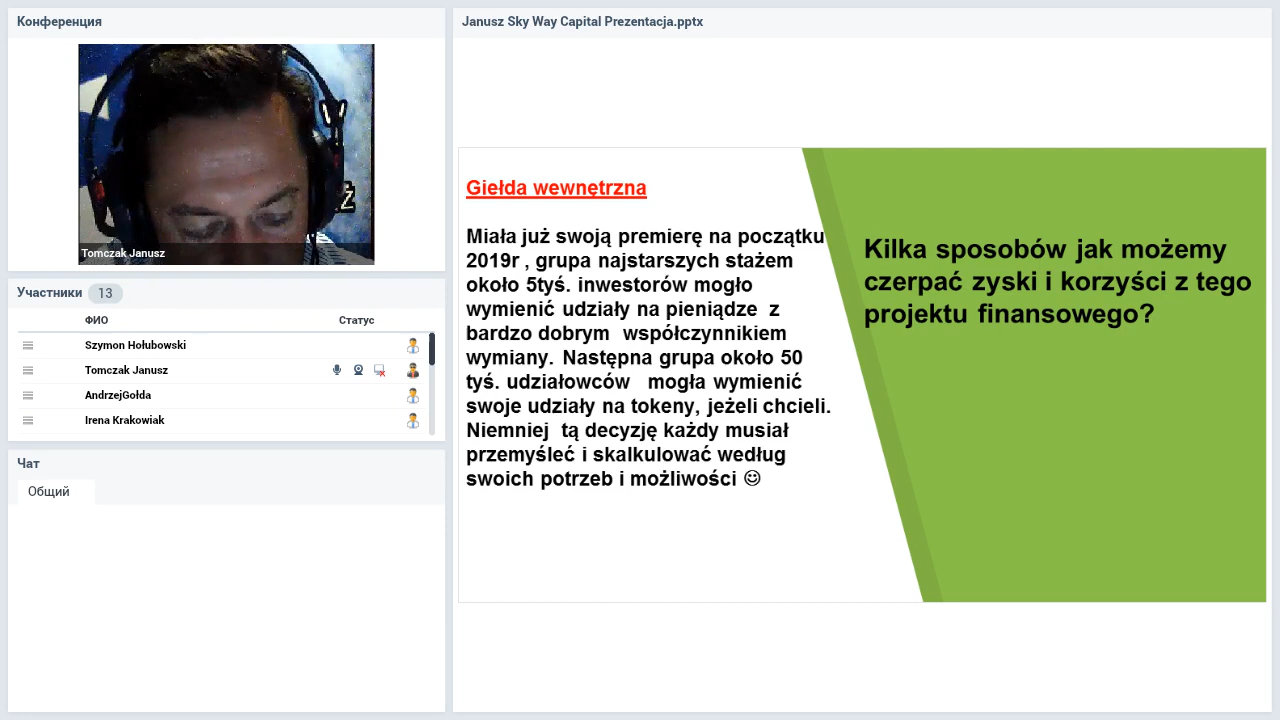 Конференция
Tomczak Janusz
Участники 13
ФИО Статус
Szymon Hołubowski
Tomczak Janusz
AndrzejGołda
Irena Krakowiak
Чат
Общий
Janusz Sky Way Capital Prezentacja.pptx
Giełda wewnętrzna
Miała już swoją premierę na początku
2019r , grupa najstarszych stażem
około 5tyś. inwestorów mogło
wymienić udziały na pieniądze z
bardzo dobrym współczynnikiem
wymiany. Następna grupa około 50
tyś. udziałowców mogła wymienić
swoje udziały na tokeny, jeżeli chcieli.
Niemniej tą decyzję każdy musiał
przemyśleć i skalkulować według
swoich potrzeb i możliwości ☺
Kilka sposobów jak możemy
czerpać zyski i korzyści z tego
projektu finansowego?